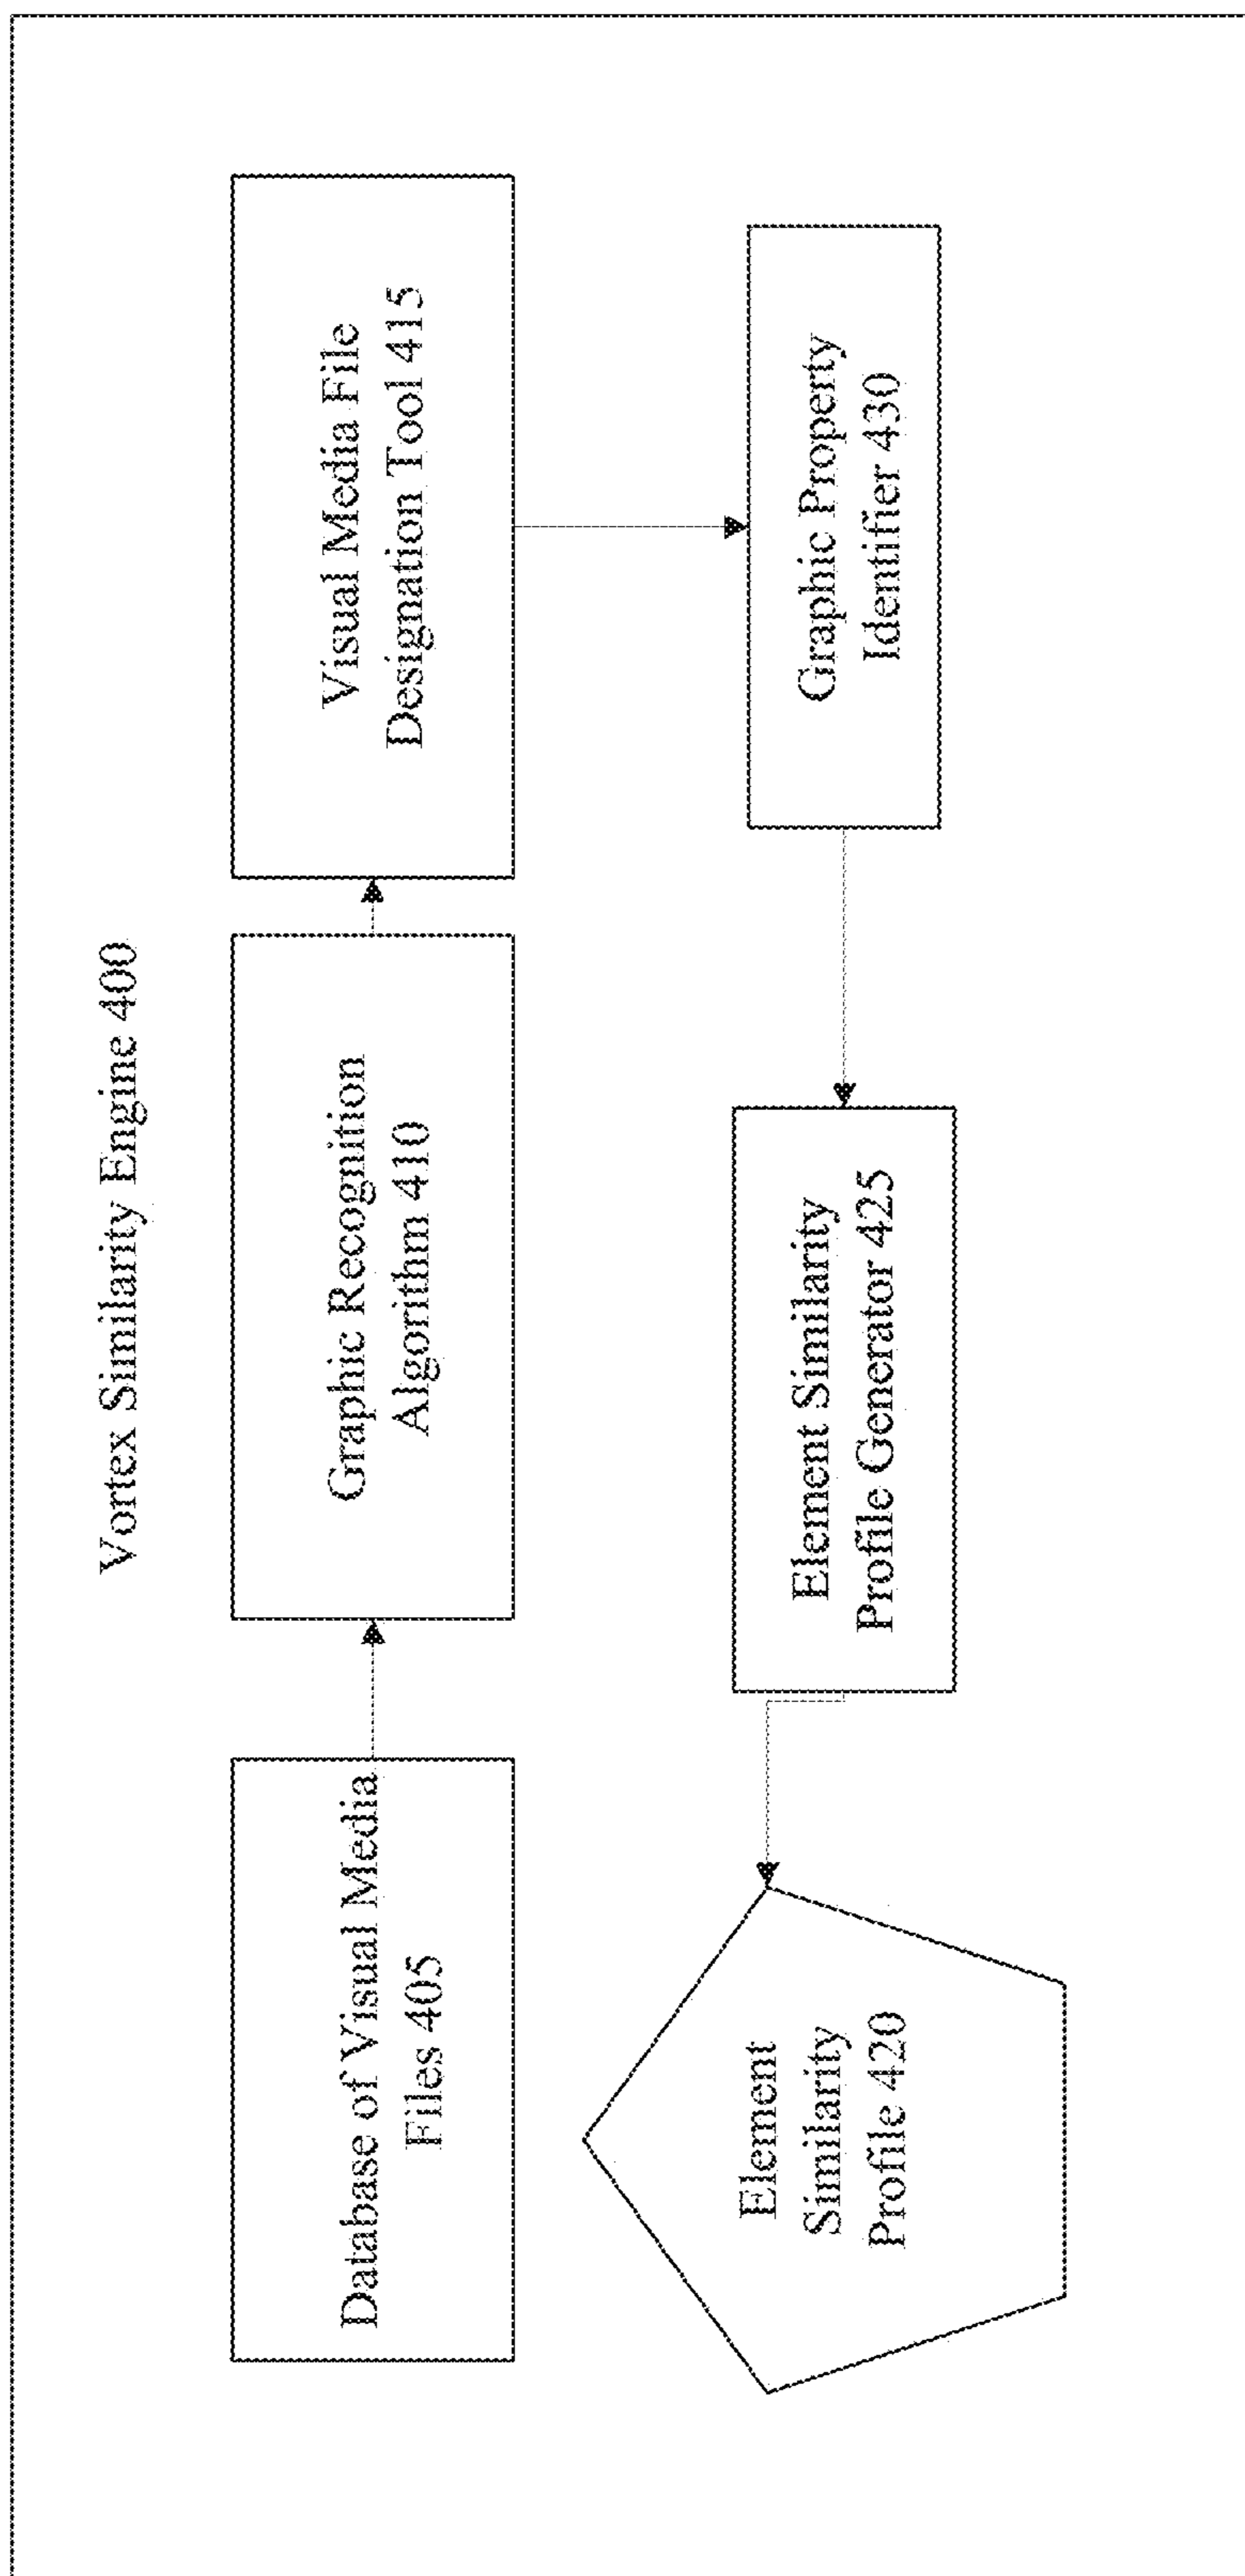 Vortex Similarity Engine 400
Database of Visual Media
Files 405
Graphic Recognition
Algorithm 410
Visual Media File
Designation Tool 415
Element
Similarity
Profile 420
Element Similarity
Profile Generator 425
Graphic Property
Identifier 430